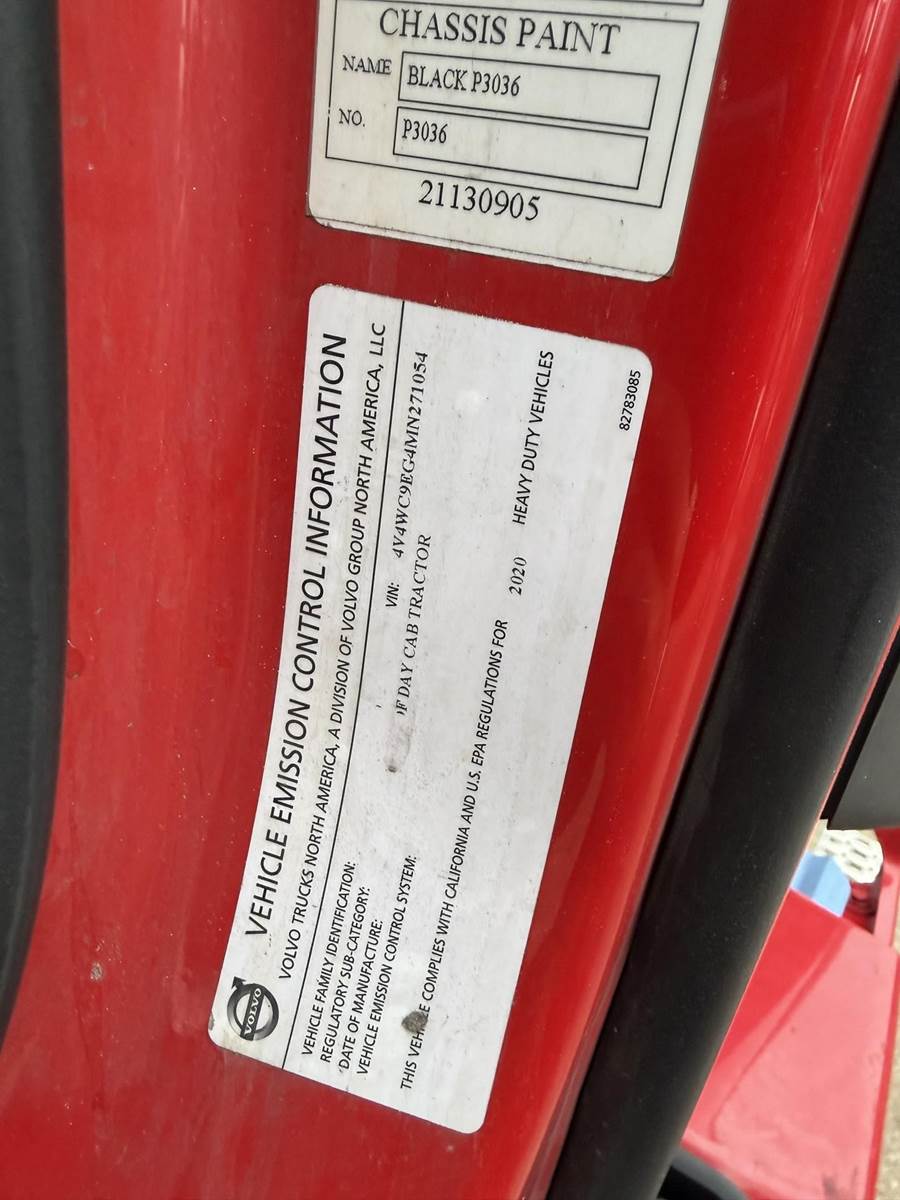 CHASSIS PAINT
NAME BLACK P3036
NO. P3036
21130905
VOLVO
VEHICLE EMISSION CONTROL INFORMATION
VOLVO TRUCKS NORTH AMERICA, A DIVISION OF VOLVO GROUP NORTH AMERICA, LLC
VEHICLE FAMILY IDENTIFICATION: VIN: 4V4WC9EG4MN271054
REGULATORY SUB-CATEGORY: DAY CAB TRACTOR
DATE OF MANUFACTURE:
VEHICLE EMISSION CONTROL SYSTEM:
THIS VEHICLE COMPLIES WITH CALIFORNIA AND U.S. EPA REGULATIONS FOR 2020 HEAVY DUTY VEHICLES
82783085